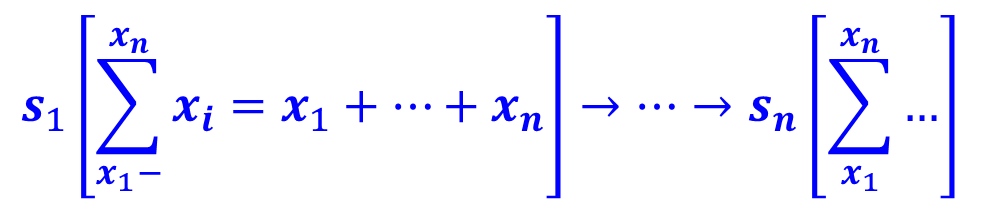 s₁ [∑_{x₁−}^{xₙ} xᵢ = x₁ + ⋯ + xₙ] → ⋯ → sₙ [∑_{x₁}^{xₙ} …]